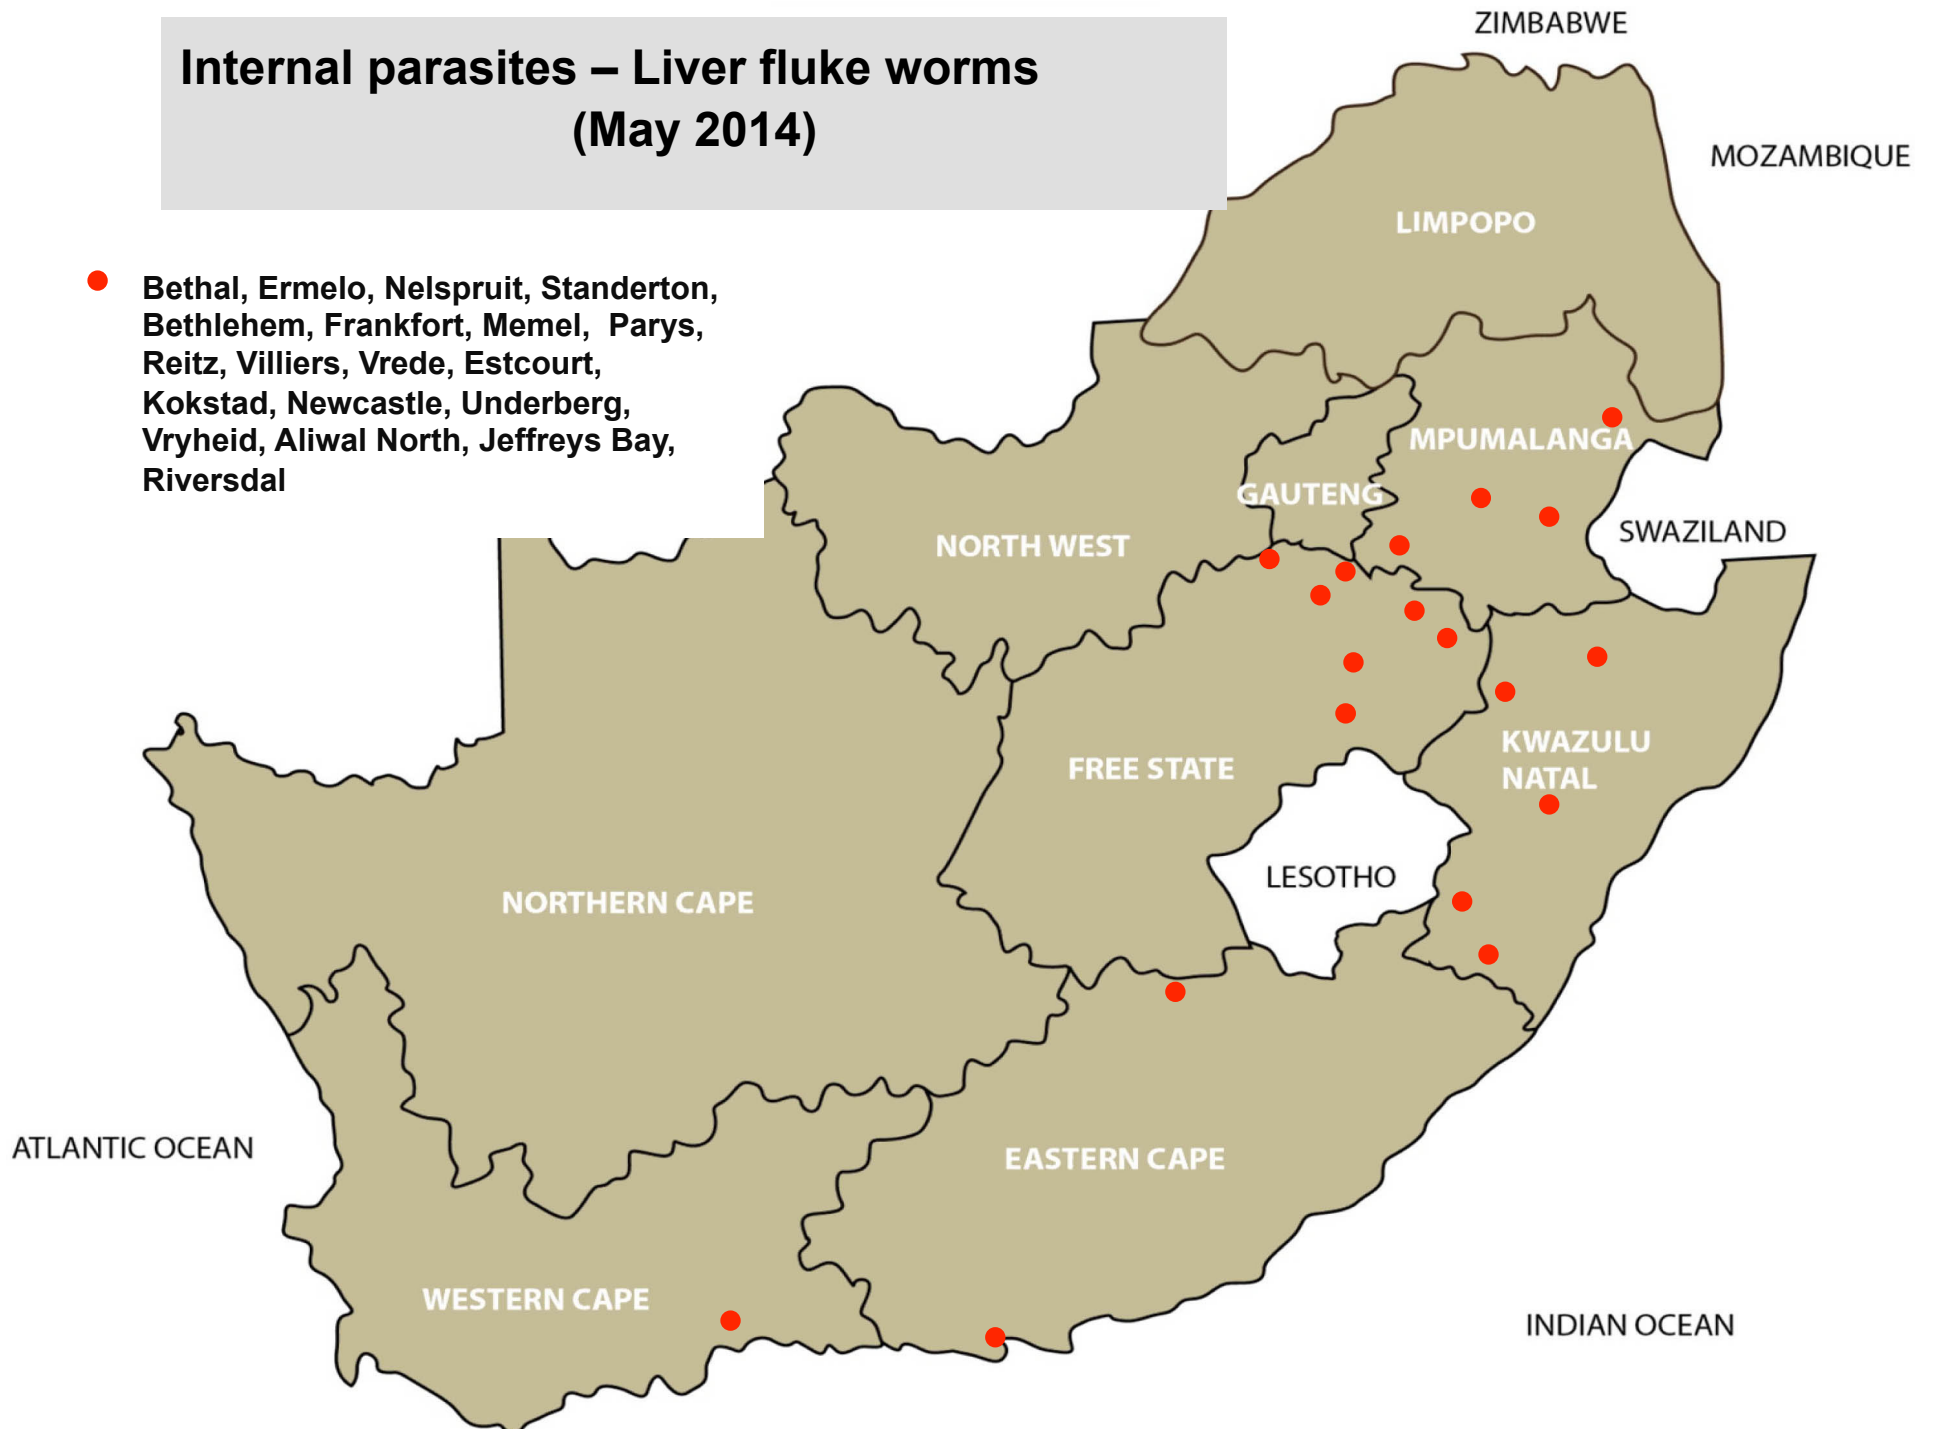 Internal parasites – Liver fluke worms
(May 2014)
Bethal, Ermelo, Nelspruit, Standerton,
Bethlehem, Frankfort, Memel,  Parys,
Reitz, Villiers, Vrede, Estcourt,
Kokstad, Newcastle, Underberg,
Vryheid, Aliwal North, Jeffreys Bay,
Riversdal
ZIMBABWE
MOZAMBIQUE
LIMPOPO
MPUMALANGA
GAUTENG
SWAZILAND
NORTH WEST
KWAZULU
NATAL
FREE STATE
LESOTHO
NORTHERN CAPE
ATLANTIC OCEAN
EASTERN CAPE
WESTERN CAPE
INDIAN OCEAN